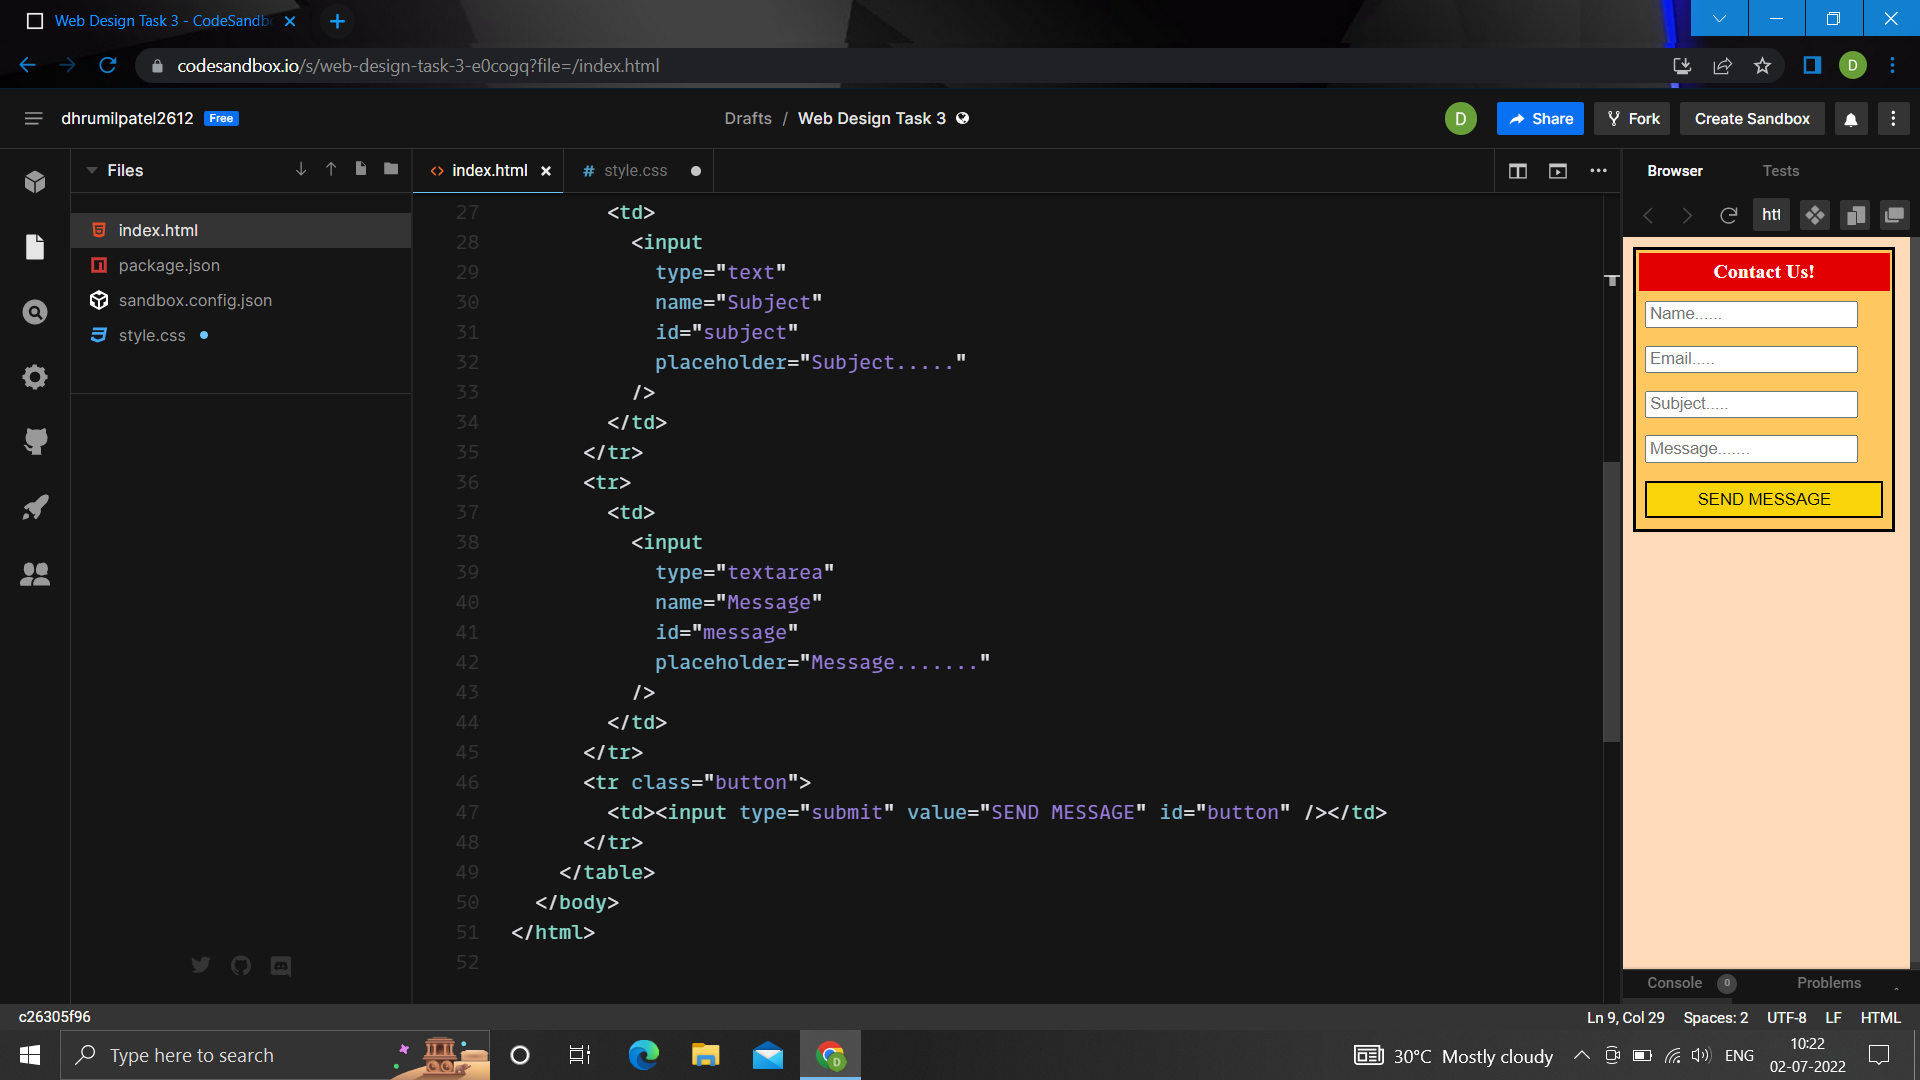 Web Design Task 3 - CodeSandb
codesandbox.io/s/web-design-task-3-e0cogq?file=/index.html
D
dhrumilpatel2612 Free
Drafts / Web Design Task 3
D Share Fork Create Sandbox
Files
index.html
package.json
sandbox.config.json
style.css
index.html
# style.css
27 <td>
28 <input
29 type="text"
30 name="Subject"
31 id="subject"
32 placeholder="Subject....."
33 />
34 </td>
35 </tr>
36 <tr>
37 <td>
38 <input
39 type="textarea"
40 name="Message"
41 id="message"
42 placeholder="Message......."
43 />
44 </td>
45 </tr>
46 <tr class="button">
47 <td><input type="submit" value="SEND MESSAGE" id="button" /></td>
48 </tr>
49 </table>
50 </body>
51 </html>
52
Browser Tests
htt
Contact Us!
Name......
Email.....
Subject.....
Message.......
SEND MESSAGE
Console 0 Problems
c26305f96
Ln 9, Col 29 Spaces: 2 UTF-8 LF HTML
Type here to search
D
30°C Mostly cloudy
ENG
10:22
02-07-2022